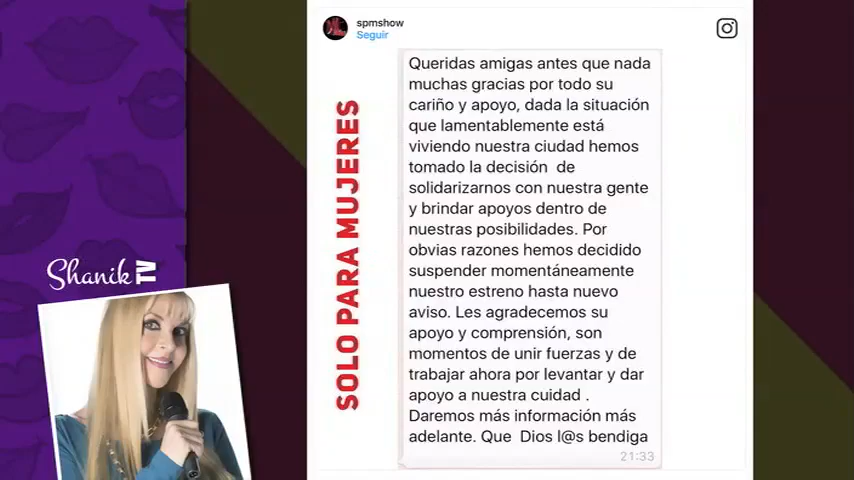 spmshow
Seguir
SOLO PARA MUJERES
Queridas amigas antes que nada
muchas gracias por todo su
cariño y apoyo, dada la situación
que lamentablemente está
viviendo nuestra ciudad hemos
tomado la decisión de
solidarizarnos con nuestra gente
y brindar apoyos dentro de
nuestras posibilidades. Por
obvias razones hemos decidido
suspender momentáneamente
nuestro estreno hasta nuevo
aviso. Les agradecemos su
apoyo y comprensión, son
momentos de unir fuerzas y de
trabajar ahora por levantar y dar
apoyo a nuestra cuidad .
Daremos más información más
adelante. Que Dios l@s bendiga
21:33
Shanik TV